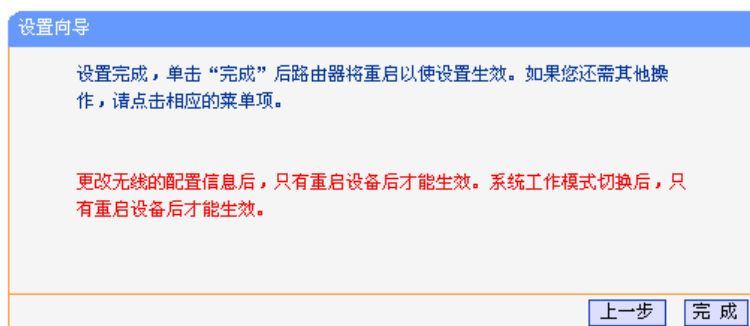 设置向导
设置完成，单击“完成”后路由器将重启以使设置生效。如果您还需其他操
作，请点击相应的菜单项。
更改无线的配置信息后，只有重启设备后才能生效。系统工作模式切换后，只
有重启设备后才能生效。
上一步 完 成